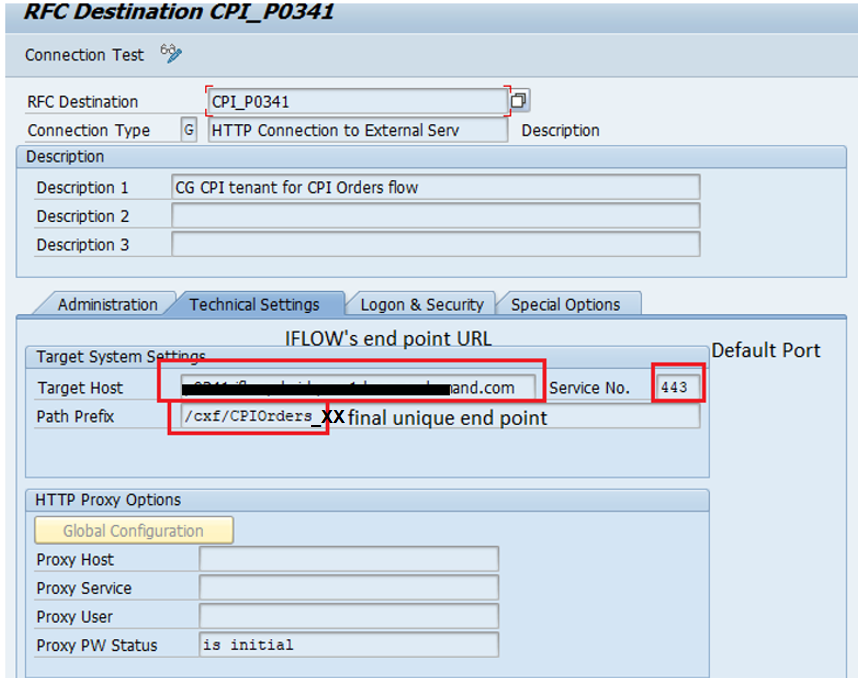 RFC Destination CPI_P0341
Connection Test
RFC Destination CPI_P0341
Connection Type G HTTP Connection to External Serv Description
Description
Description 1 CG CPI tenant for CPI Orders flow
Description 2
Description 3
Administration Technical Settings Logon & Security Special Options
IFLOW's end point URL
Default Port
Target System Settings
Target Host and.com Service No. 443
Path Prefix /cxf/CPIOrders_XX final unique end point
HTTP Proxy Options
Global Configuration
Proxy Host
Proxy Service
Proxy User
Proxy PW Status is initial